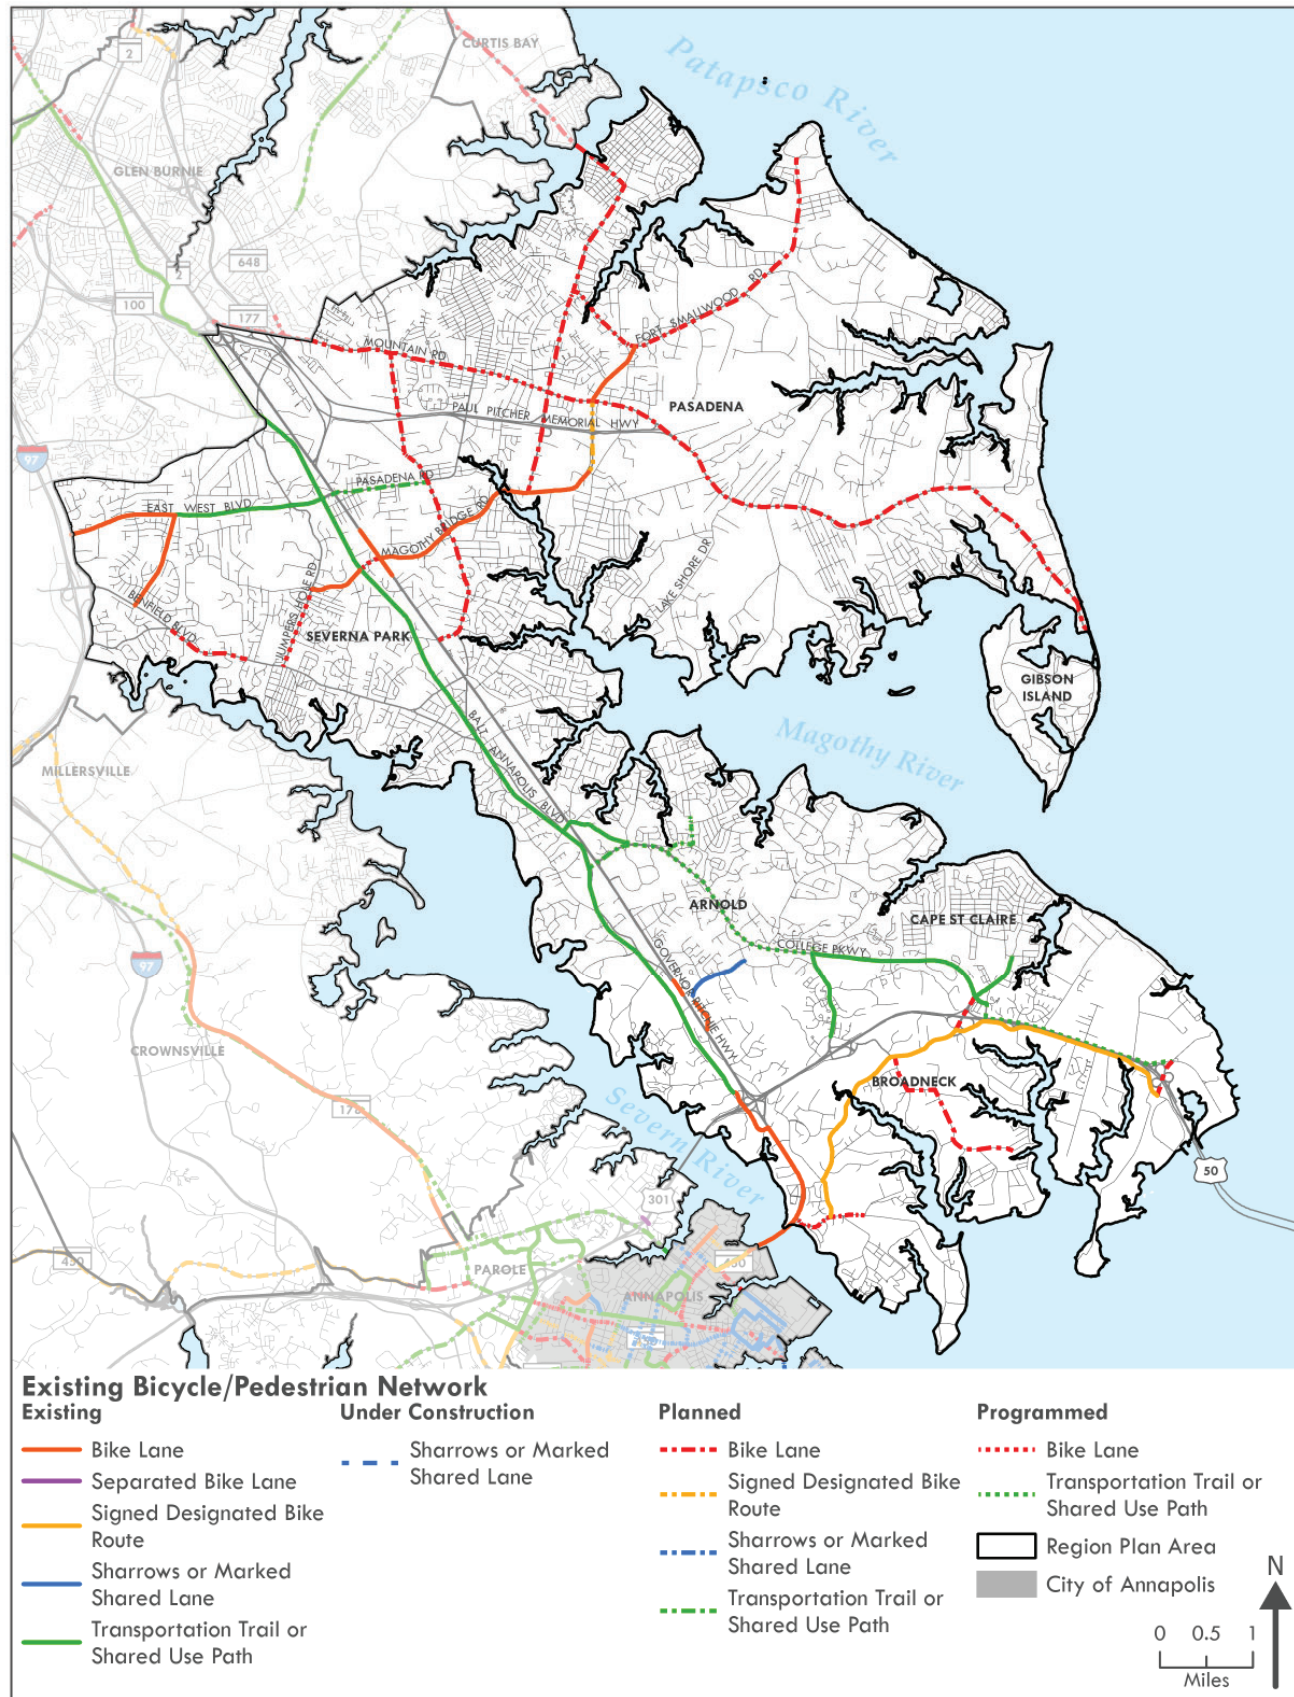 CURTIS BAY
Patapsco River
2
GLEN BURNIE
648
2
100
177
FORT SMALLWOOD RD
MOUNTAIN RD
PASADENA
PAUL PITCHER MEMORIAL HWY
97
PASADENA RD
EAST WEST BLVD
MAGOTHY BRIDGE RD
LAKE SHORE DR
JUMPERS HOLE RD
BENFIELD BLVD
SEVERNA PARK
GIBSON
ISLAND
BALT ANNAPOLIS BLVD
Magothy River
MILLERSVILLE
ARNOLD
CAPE ST CLAIRE
COLLEGE PKWY
GOVERNOR RITCHIE HWY
97
CROWNSVILLE
BROADNECK
178
Severn River
50
301
450
PAROLE
450
ANNAPOLIS
Existing Bicycle/Pedestrian Network
Existing
Bike Lane
Separated Bike Lane
Signed Designated Bike
Route
Sharrows or Marked
Shared Lane
Transportation Trail or
Shared Use Path
Under Construction
Sharrows or Marked
Shared Lane
Planned
Bike Lane
Signed Designated Bike
Route
Sharrows or Marked
Shared Lane
Transportation Trail or
Shared Use Path
Programmed
Bike Lane
Transportation Trail or
Shared Use Path
Region Plan Area
City of Annapolis
N
0 0.5 1
Miles